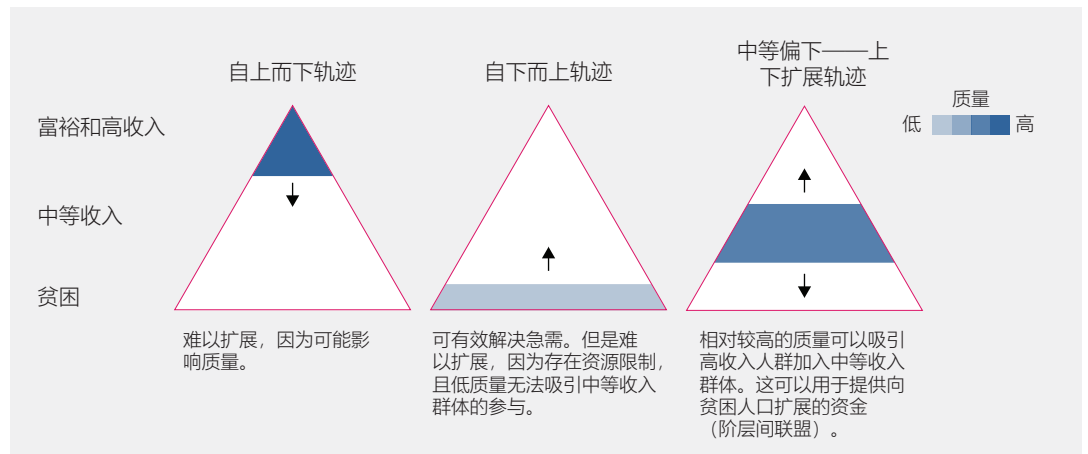 自上而下轨迹
自下而上轨迹
中等偏下——上
下扩展轨迹
质量
低
高
富裕和高收入
中等收入
贫困
难以扩展，因为可能影
响质量。
可有效解决急需。但是难
以扩展，因为存在资源限制，
且低质量无法吸引中等收入
群体的参与。
相对较高的质量可以吸引
高收入人群加入中等收入
群体。这可以用于提供向
贫困人口扩展的资金
（阶层间联盟）。